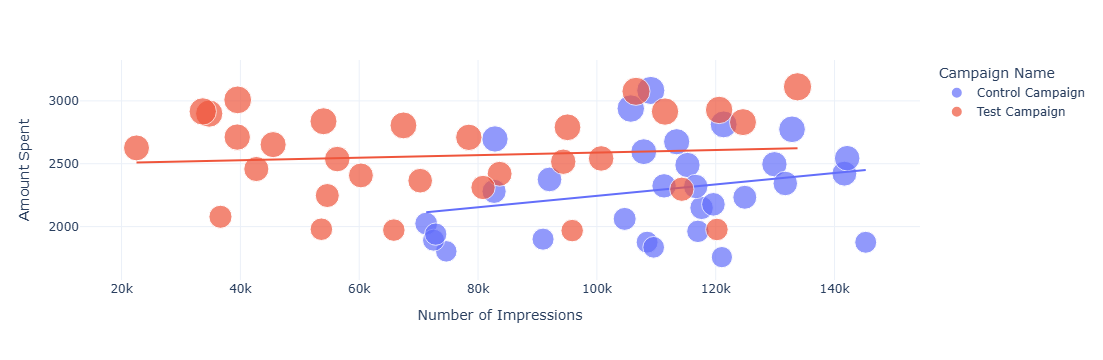 Campaign Name
Control Campaign
Test Campaign
Amount Spent
3000
2500
2000
20k
40k
60k
80k
100k
120k
140k
Number of Impressions